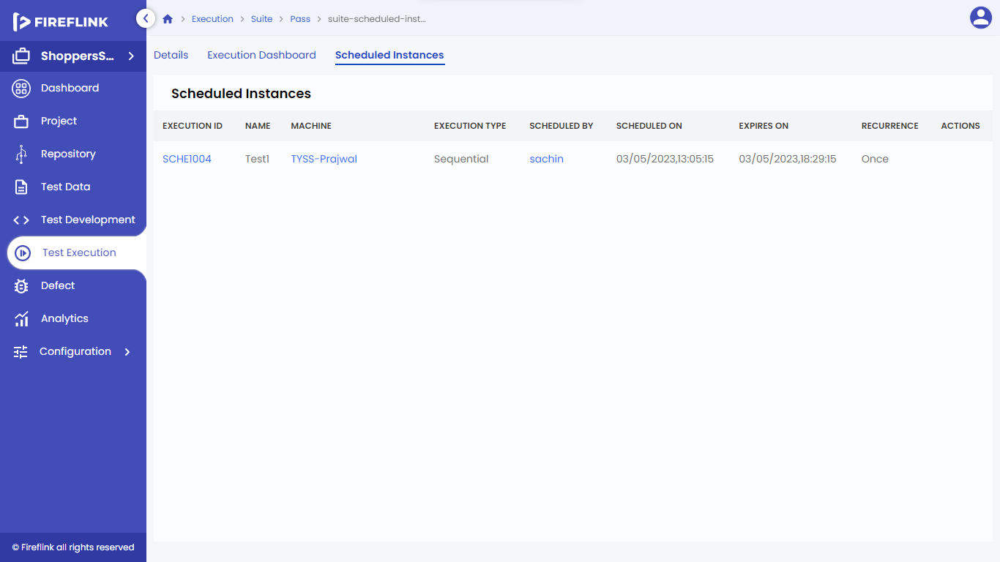 FIREFLINK
ShoppersS...
Dashboard
Project
Repository
Test Data
Test Development
Test Execution
Defect
Analytics
Configuration
© Fireflink all rights reserved
Execution Suite Pass suite-scheduled-inst...
Details Execution Dashboard Scheduled Instances
Scheduled Instances
EXECUTION ID NAME MACHINE EXECUTION TYPE SCHEDULED BY SCHEDULED ON EXPIRES ON RECURRENCE ACTIONS
SCHE1004 Test1 TYSS-Prajwal Sequential sachin 03/05/2023,13:05:15 03/05/2023,18:29:15 Once